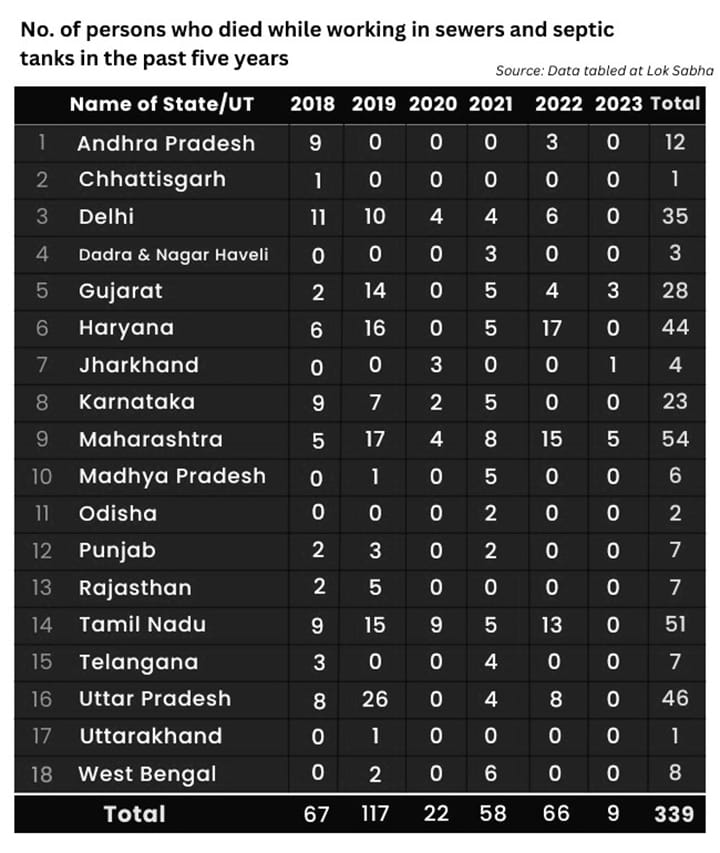 No. of persons who died while working in sewers and septic
tanks in the past five years
Source: Data tabled at Lok Sabha
Name of State/UT 2018 2019 2020 2021 2022 2023 Total
1 Andhra Pradesh 9 0 0 0 3 0 12
2 Chhattisgarh 1 0 0 0 0 0 1
3 Delhi 11 10 4 4 6 0 35
4 Dadra & Nagar Haveli 0 0 0 3 0 0 3
5 Gujarat 2 14 0 5 4 3 28
6 Haryana 6 16 0 5 17 0 44
7 Jharkhand 0 0 3 0 0 1 4
8 Karnataka 9 7 2 5 0 0 23
9 Maharashtra 5 17 4 8 15 5 54
10 Madhya Pradesh 0 1 0 5 0 0 6
11 Odisha 0 0 0 2 0 0 2
12 Punjab 2 3 0 2 0 0 7
13 Rajasthan 2 5 0 0 0 0 7
14 Tamil Nadu 9 15 9 5 13 0 51
15 Telangana 3 0 0 4 0 0 7
16 Uttar Pradesh 8 26 0 4 8 0 46
17 Uttarakhand 0 1 0 0 0 0 1
18 West Bengal 0 2 0 6 0 0 8
Total 67 117 22 58 66 9 339